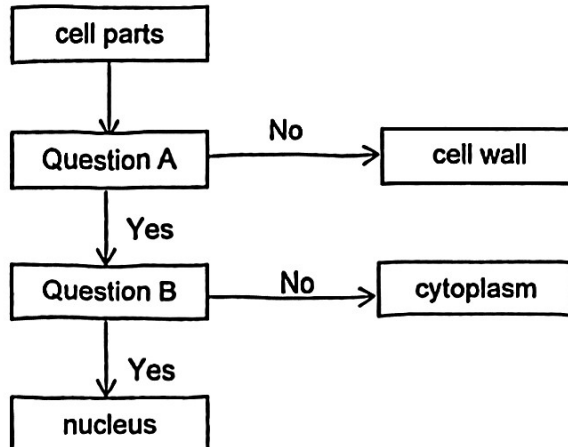 cell parts
No
Question A
cell wall
Yes
Question B
No
cytoplasm
Yes
nucleus